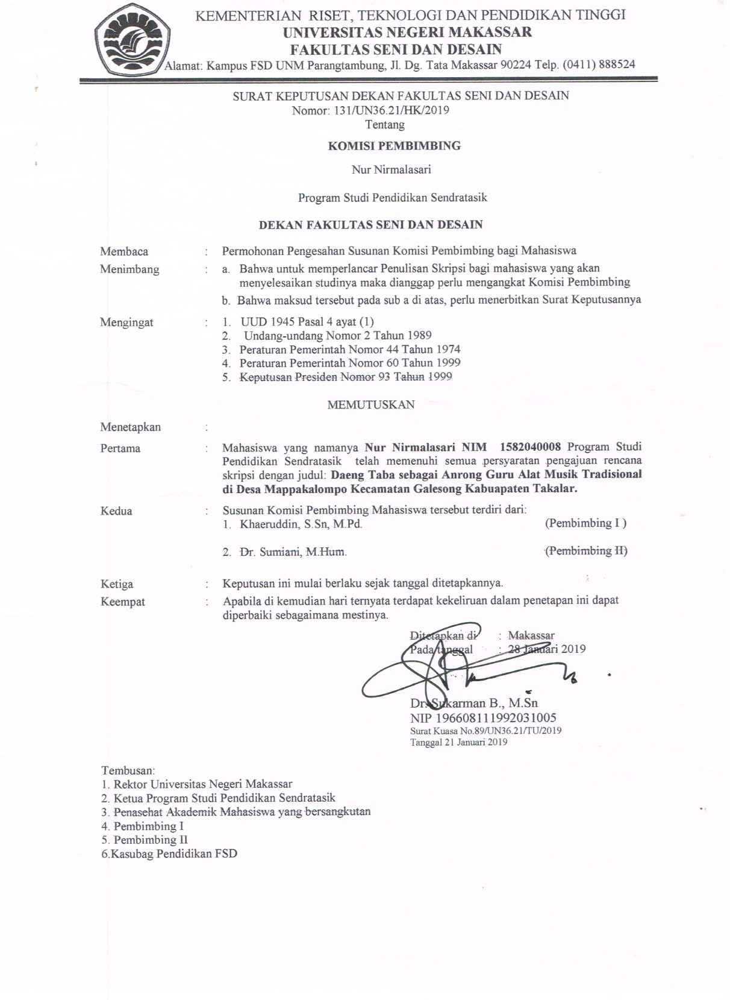 KEMENTERIAN RISET, TEKNOLOGI DAN PENDIDIKAN TINGGI
UNIVERSITAS NEGERI MAKASSAR
FAKULTAS SENI DAN DESAIN
Alamat: Kampus FSD UNM Parangtambung, Jl. Dg. Tata Makassar 90224 Telp. (0411) 888524
SURAT KEPUTUSAN DEKAN FAKULTAS SENI DAN DESAIN
Nomor: 131/UN36.21/HK/2019
Tentang
KOMISI PEMBIMBING
Nur Nirmalasari
Program Studi Pendidikan Sendratasik
DEKAN FAKULTAS SENI DAN DESAIN
Membaca : Permohonan Pengesahan Susunan Komisi Pembimbing bagi Mahasiswa
Menimbang : a. Bahwa untuk memperlancar Penulisan Skripsi bagi mahasiswa yang akan
menyelesaikan studinya maka dianggap perlu mengangkat Komisi Pembimbing
b. Bahwa maksud tersebut pada sub a di atas, perlu menerbitkan Surat Keputusannya
Mengingat : 1. UUD 1945 Pasal 4 ayat (1)
2. Undang-undang Nomor 2 Tahun 1989
3. Peraturan Pemerintah Nomor 44 Tahun 1974
4. Peraturan Pemerintah Nomor 60 Tahun 1999
5. Keputusan Presiden Nomor 93 Tahun 1999
MEMUTUSKAN
Menetapkan :
Pertama : Mahasiswa yang namanya Nur Nirmalasari NIM 1582040008 Program Studi
Pendidikan Sendratasik telah memenuhi semua persyaratan pengajuan rencana
skripsi dengan judul: Daeng Taba sebagai Anrong Guru Alat Musik Tradisional
di Desa Mappakalompo Kecamatan Galesong Kabuapaten Takalar.
Kedua : Susunan Komisi Pembimbing Mahasiswa tersebut terdiri dari:
1. Khaeruddin, S.Sn, M.Pd. (Pembimbing I )
2. Dr. Sumiani, M.Hum. (Pembimbing II)
Ketiga : Keputusan ini mulai berlaku sejak tanggal ditetapkannya.
Keempat : Apabila di kemudian hari ternyata terdapat kekeliruan dalam penetapan ini dapat
diperbaiki sebagaimana mestinya.
Ditetapkan di : Makassar
Pada tanggal : 28 Januari 2019
Dr. Sukarman B., M.Sn
NIP 196608111992031005
Surat Kuasa No.89/UN36.21/TU/2019
Tanggal 21 Januari 2019
Tembusan:
1. Rektor Universitas Negeri Makassar
2. Ketua Program Studi Pendidikan Sendratasik
3. Penasehat Akademik Mahasiswa yang bersangkutan
4. Pembimbing I
5. Pembimbing II
6.Kasubag Pendidikan FSD